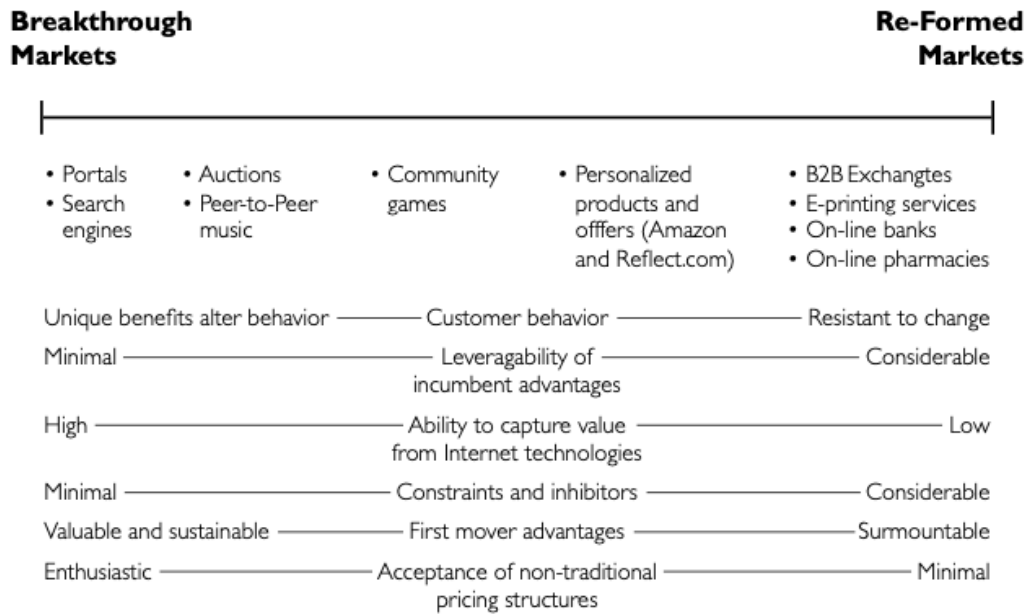 Breakthrough
Markets
Re-Formed
Markets
• Portals
• Search
engines
• Auctions
• Peer-to-Peer
music
• Community
games
• Personalized
products and
offfers (Amazon
and Reflect.com)
• B2B Exchangtes
• E-printing services
• On-line banks
• On-line pharmacies
Unique benefits alter behavior Customer behavior Resistant to change
Minimal Leveragability of Considerable
incumbent advantages
High Ability to capture value Low
from Internet technologies
Minimal Constraints and inhibitors Considerable
Valuable and sustainable First mover advantages Surmountable
Enthusiastic Acceptance of non-traditional Minimal
pricing structures